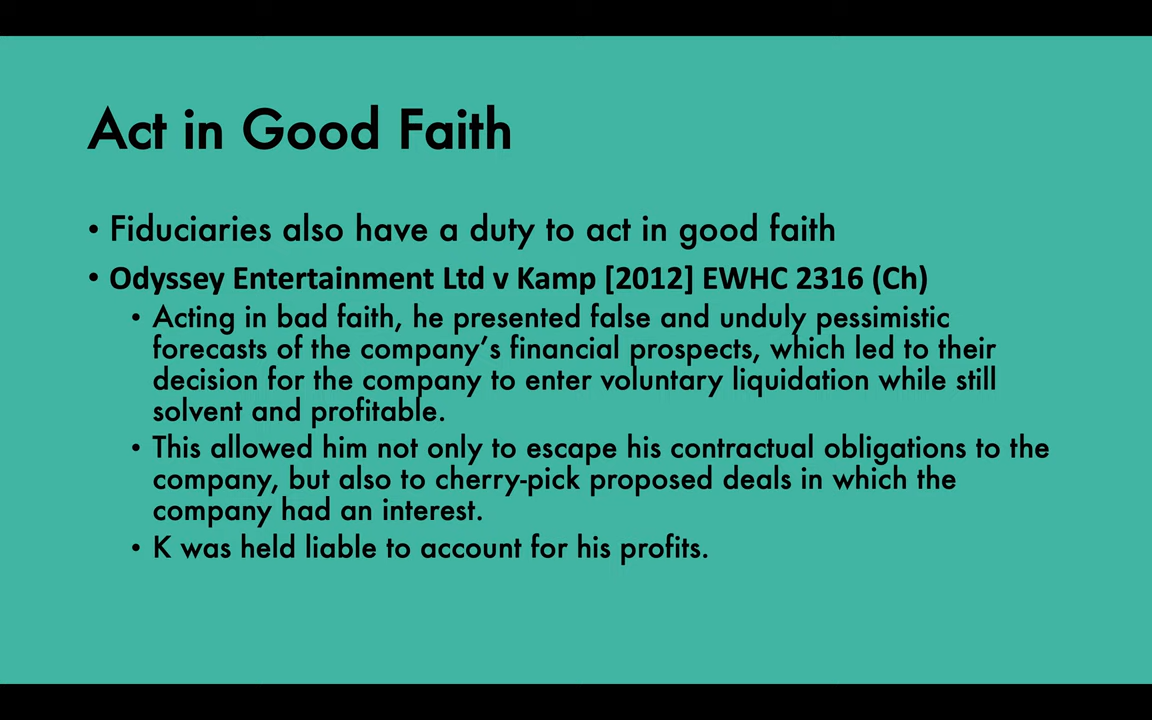 Act in Good Faith
• Fiduciaries also have a duty to act in good faith
• Odyssey Entertainment Ltd v Kamp [2012] EWHC 2316 (Ch)
• Acting in bad faith, he presented false and unduly pessimistic
forecasts of the company’s financial prospects, which led to their
decision for the company to enter voluntary liquidation while still
solvent and profitable.
• This allowed him not only to escape his contractual obligations to the
company, but also to cherry-pick proposed deals in which the
company had an interest.
• K was held liable to account for his profits.